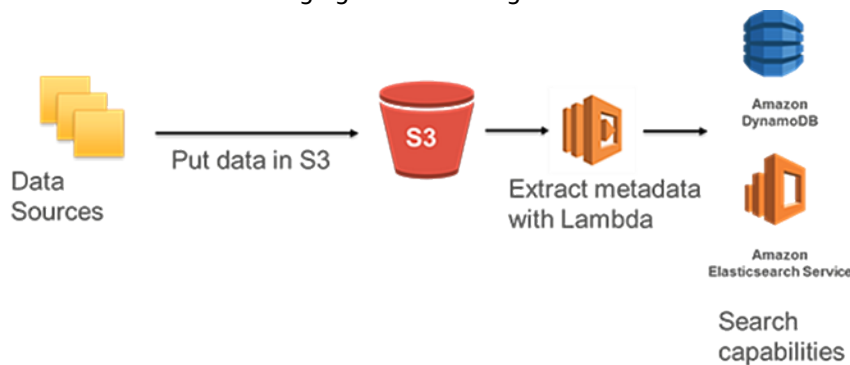 Data
Sources
Put data in S3
S3
Extract metadata
with Lambda
Amazon
DynamoDB
Amazon
Elasticsearch Service
Search
capabilities